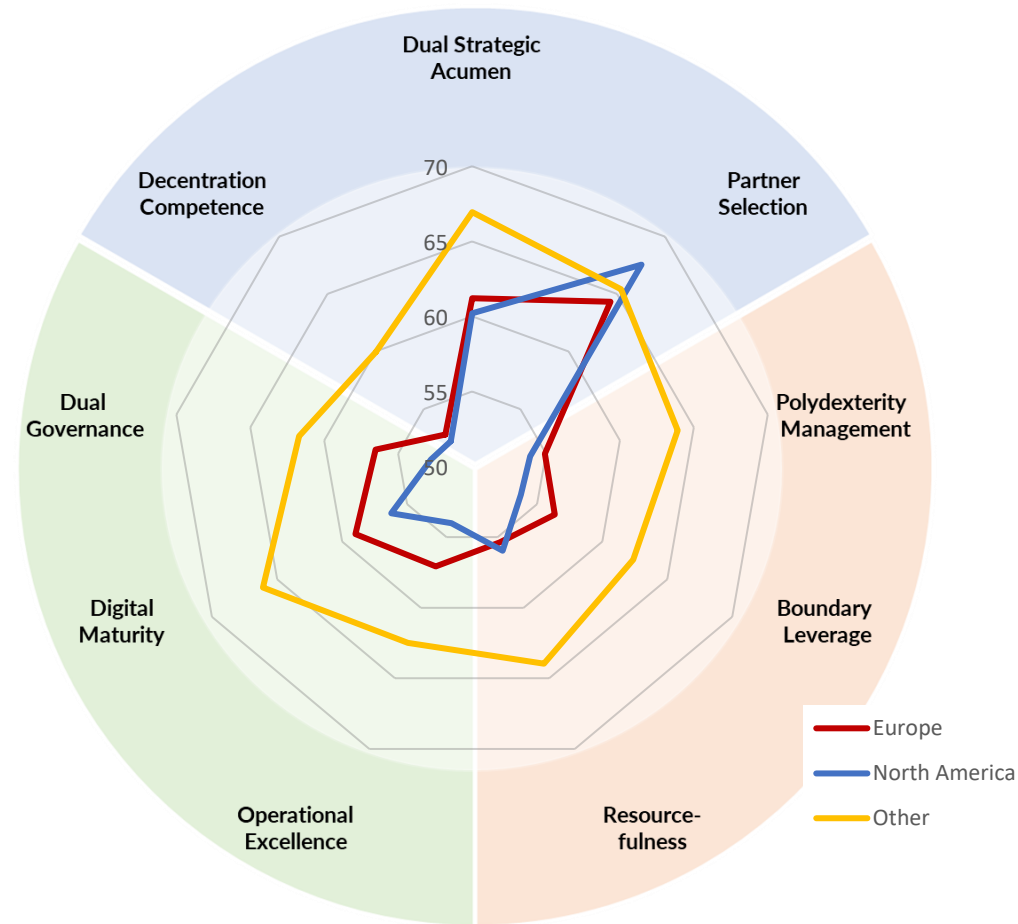 Dual Strategic
Acumen
Decentration
Competence
Partner
Selection
70
65
60
55
50
Dual
Governance
Polydexterity
Management
Digital
Maturity
Boundary
Leverage
Operational
Excellence
Resource-
fulness
Europe
North America
Other